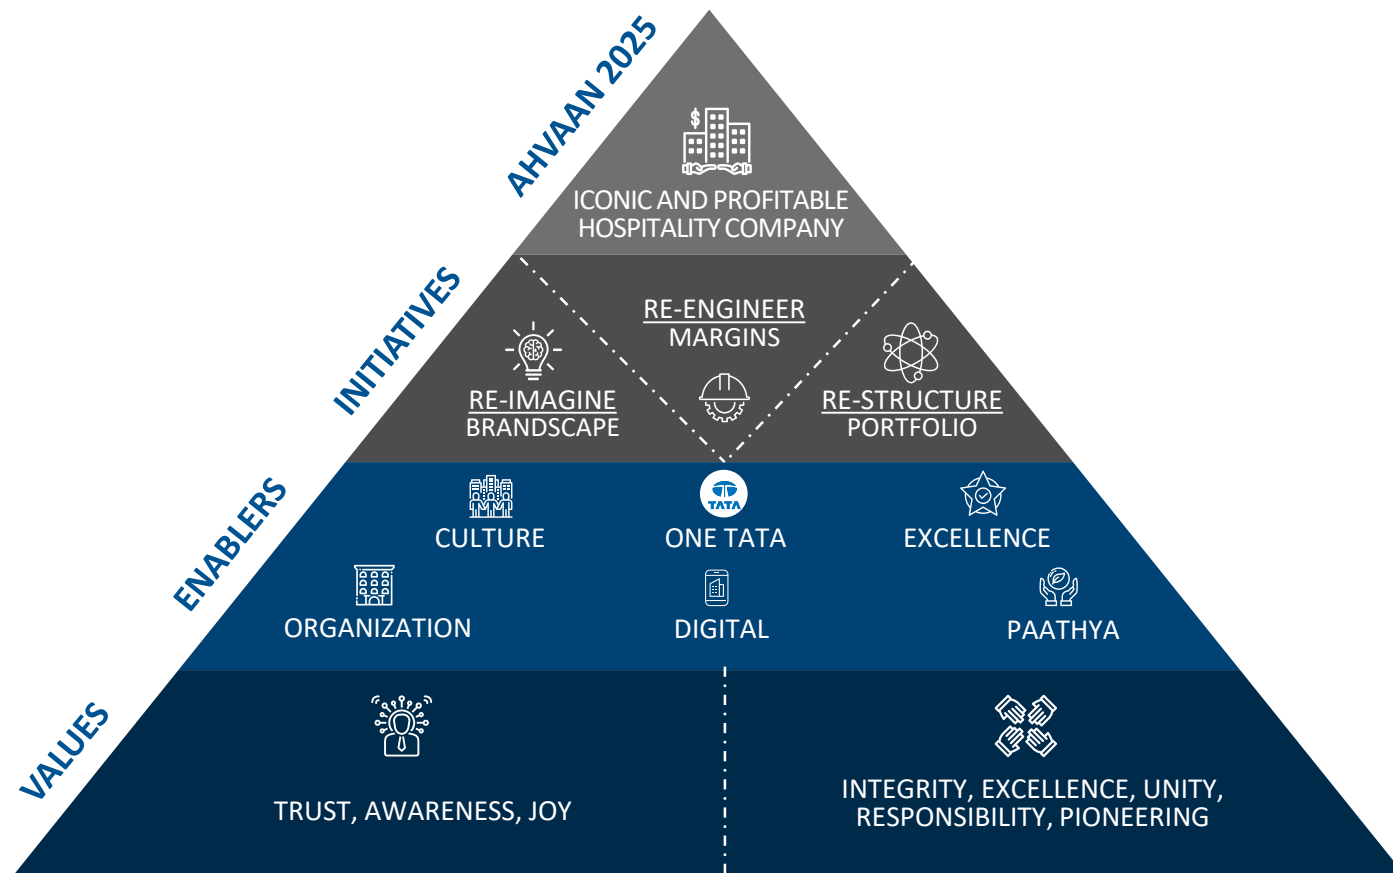 AHVAAN 2025
$
ICONIC AND PROFITABLE
HOSPITALITY COMPANY
INITIATIVES
RE-ENGINEER
MARGINS
RE-IMAGINE
BRANDSCAPE
RE-STRUCTURE
PORTFOLIO
ENABLERS
TATA
CULTURE
ONE TATA
EXCELLENCE
ORGANIZATION
DIGITAL
PAATHYA
VALUES
TRUST, AWARENESS, JOY
INTEGRITY, EXCELLENCE, UNITY,
RESPONSIBILITY, PIONEERING